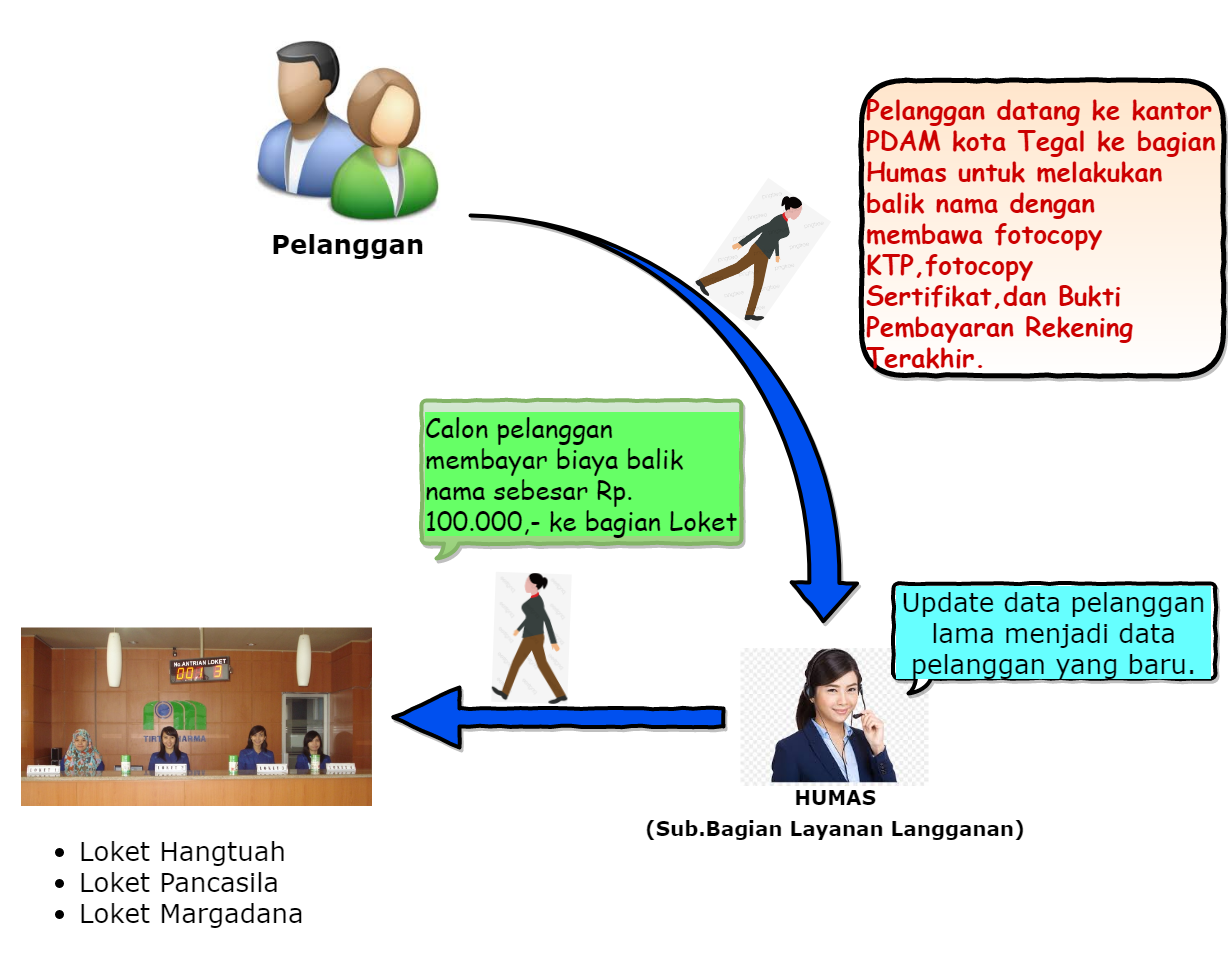 Pelanggan
Pelanggan datang ke kantor
PDAM kota Tegal ke bagian
Humas untuk melakukan
balik nama dengan
membawa fotocopy
KTP,fotocopy
Sertifikat,dan Bukti
Pembayaran Rekening
Terakhir.
Calon pelanggan
membayar biaya balik
nama sebesar Rp.
100.000,- ke bagian Loket
Update data pelanggan
lama menjadi data
pelanggan yang baru.
No.ANTRIAN LOKET
HUMAS
(Sub.Bagian Layanan Langganan)
Loket Hangtuah
Loket Pancasila
Loket Margadana